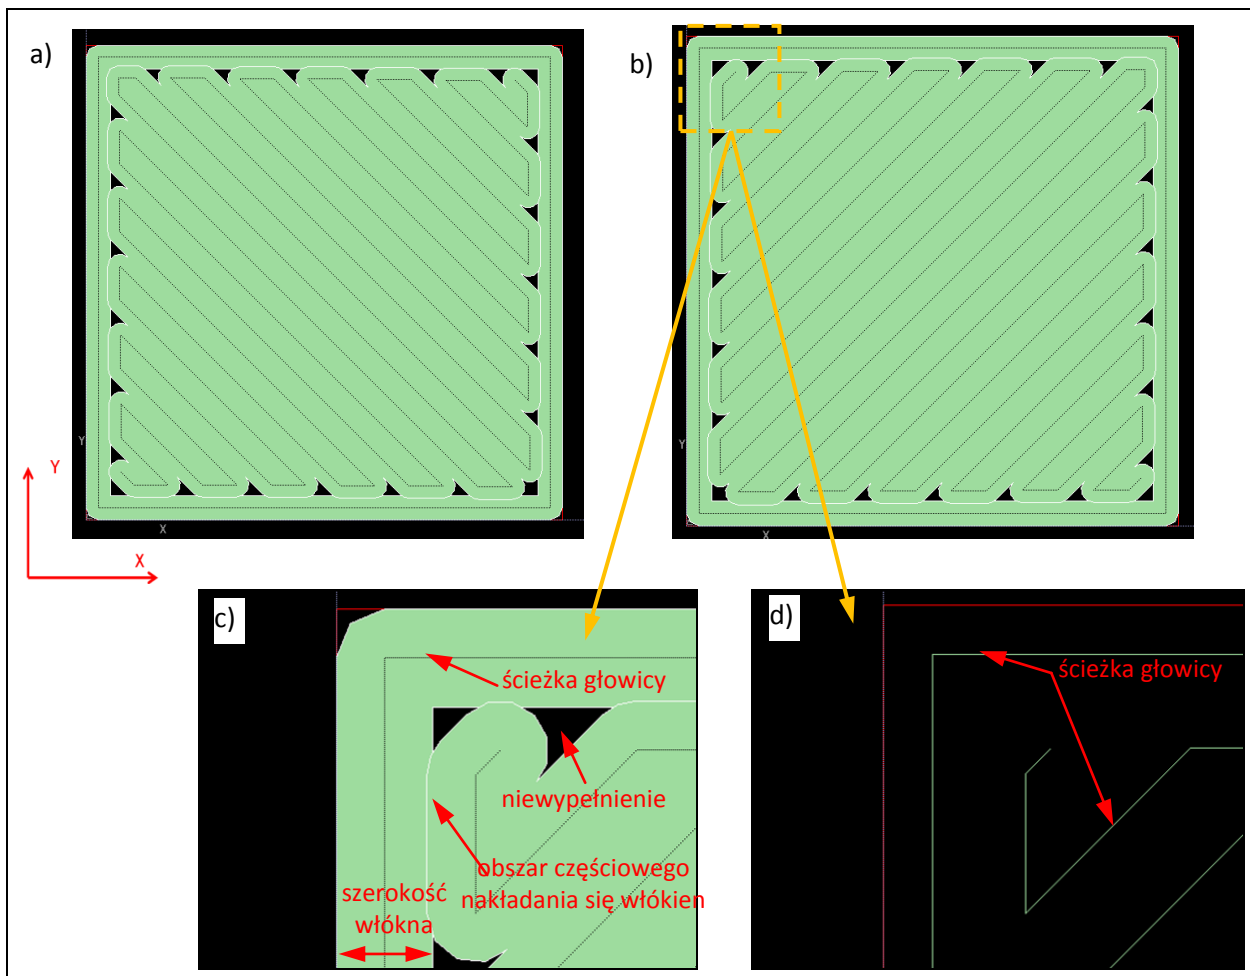 a)
b)
Y
X
Y
X
Y
X
c)
ścieżka głowicy
niewypełnienie
obszar częściowego
nakładania się włókien
szerokość
włókna
d)
ścieżka głowicy